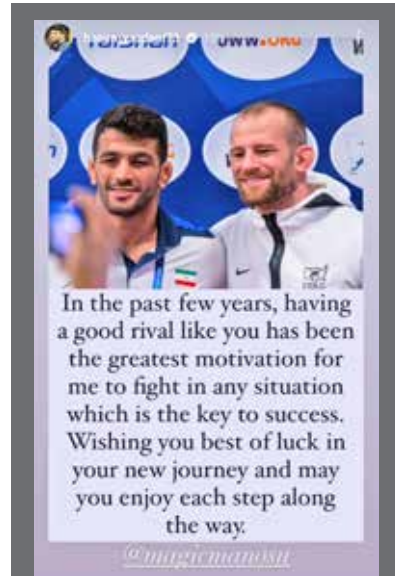 Taishan
UWW.ORG
In the past few years, having
a good rival like you has been
the greatest motivation for
me to fight in any situation
which is the key to success.
Wishing you best of luck in
your new journey and may
you enjoy each step along
the way.
@magicmanosu